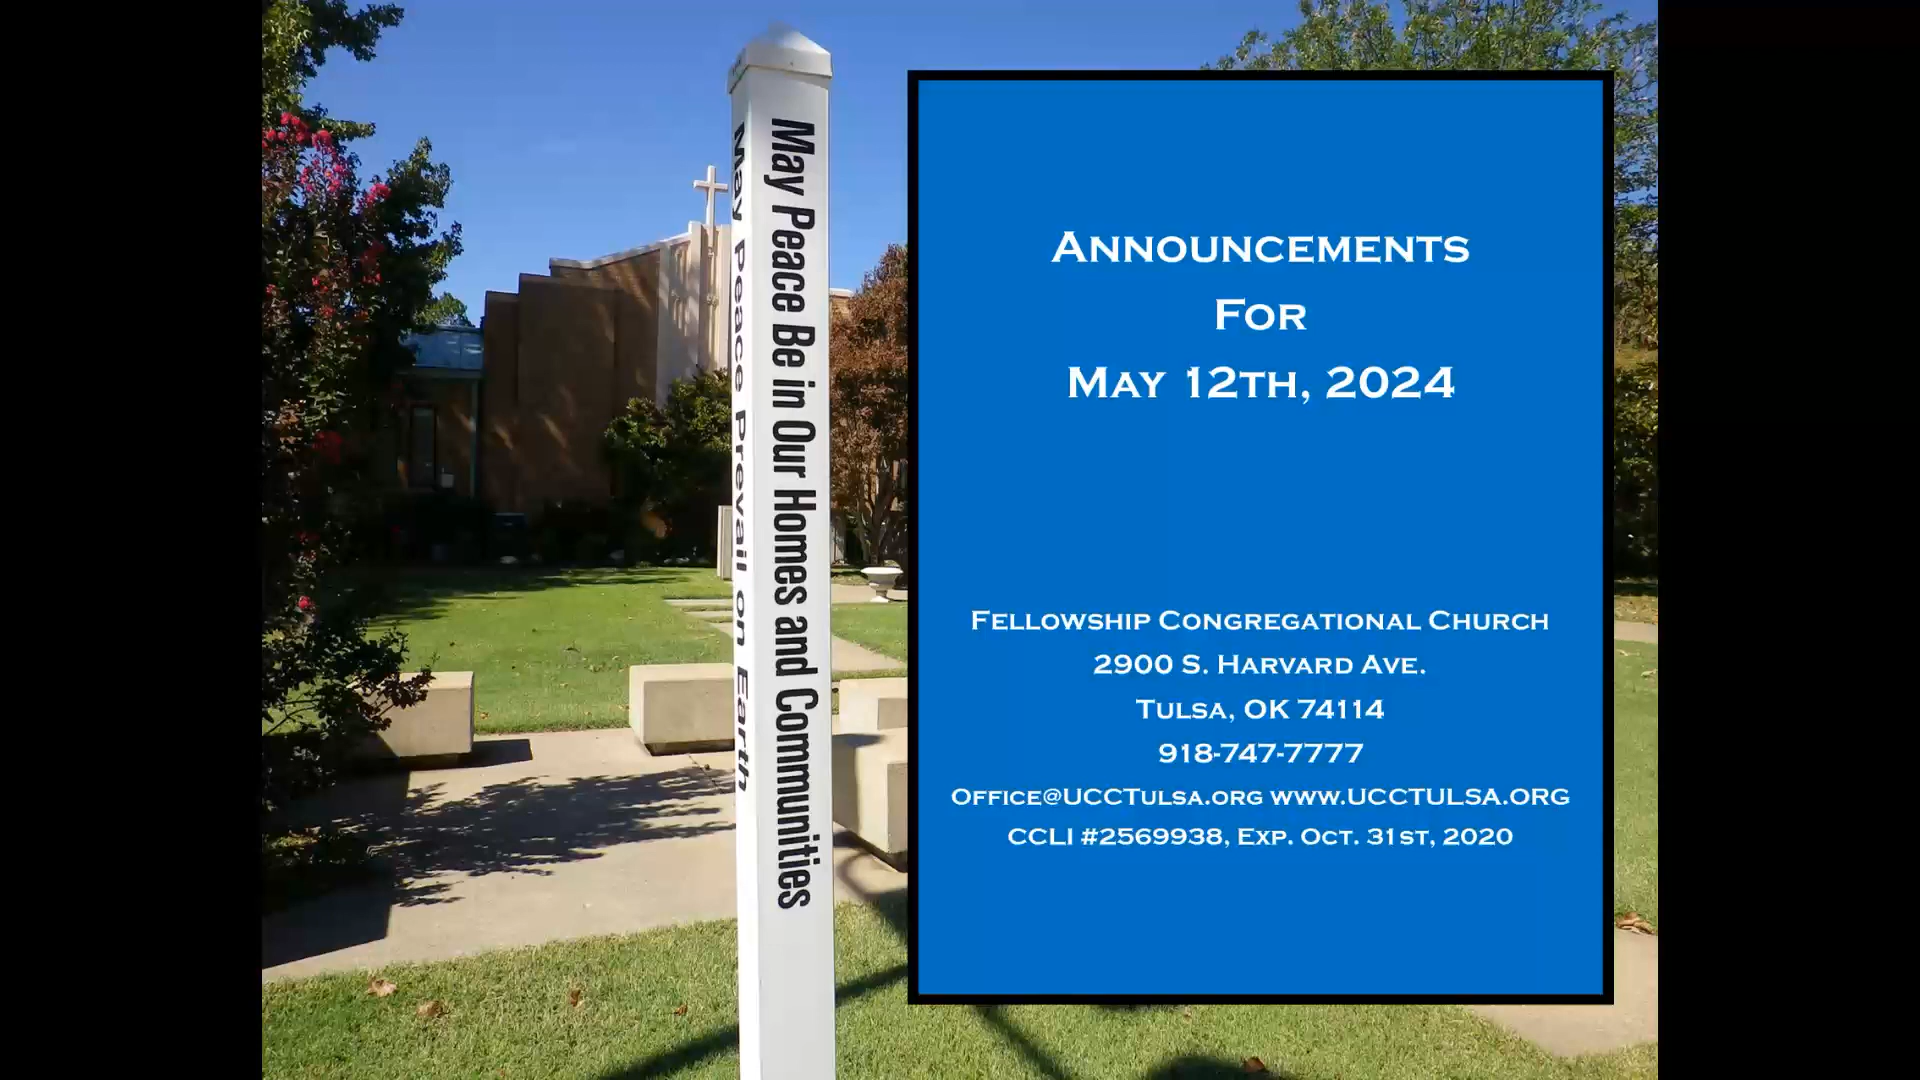 May Peace Be in Our Homes and Communities
May Peace Prevail on Earth
Announcements
For
May 12th, 2024
Fellowship Congregational Church
2900 S. Harvard Ave.
Tulsa, OK 74114
918-747-7777
Office@UCCTulsa.org www.UCCTULSA.ORG
CCLI #2569938, Exp. Oct. 31st, 2020